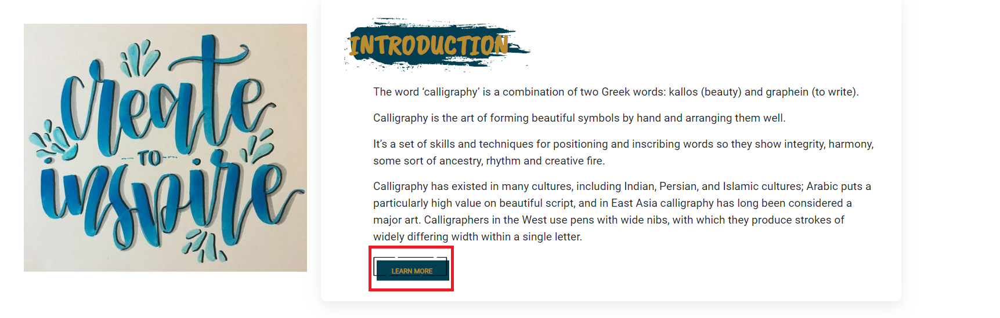 create
TO
inspire
INTRODUCTION
The word ‘calligraphy’ is a combination of two Greek words: kallos (beauty) and graphein (to write).
Calligraphy is the art of forming beautiful symbols by hand and arranging them well.
It’s a set of skills and techniques for positioning and inscribing words so they show integrity, harmony,
some sort of ancestry, rhythm and creative fire.
Calligraphy has existed in many cultures, including Indian, Persian, and Islamic cultures; Arabic puts a
particularly high value on beautiful script, and in East Asia calligraphy has long been considered a
major art. Calligraphers in the West use pens with wide nibs, with which they produce strokes of
widely differing width within a single letter.
LEARN MORE